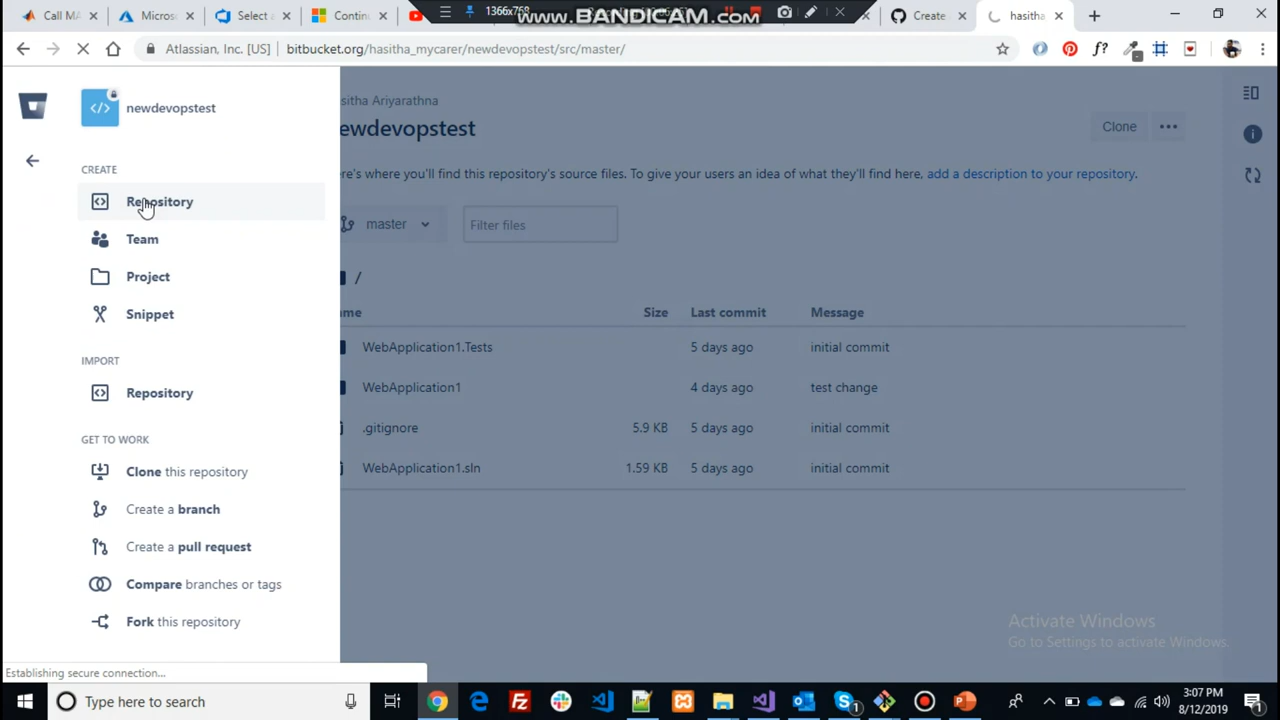 Call MA
Micros
Select
Contin
1366x768
www.BANDICAM.com
Create
hasitha
Atlassian, Inc. [US]
bitbucket.org/hasitha_mycarer/newdevopstest/src/master/
f?
newdevopstest
CREATE
Repository
Team
Project
Snippet
IMPORT
Repository
GET TO WORK
Clone this repository
Create a branch
Create a pull request
Compare branches or tags
Fork this repository
sitha Ariyarathna
ewdevopstest
Clone
ere's where you'll find this repository's source files. To give your users an idea of what they'll find here, add a description to your repository.
master
Filter files
/
me Size Last commit Message
WebApplication1.Tests 5 days ago initial commit
WebApplication1 4 days ago test change
.gitignore 5.9 KB 5 days ago initial commit
WebApplication1.sln 1.59 KB 5 days ago initial commit
Activate Windows
Go to Settings to activate Windows.
Establishing secure connection...
Type here to search
3:07 PM
8/12/2019